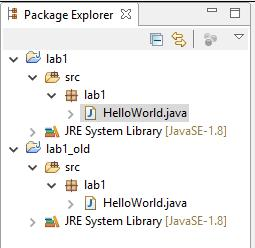 Package Explorer
lab1
src
lab1
HelloWorld.java
JRE System Library [JavaSE-1.8]
lab1_old
src
lab1
HelloWorld.java
JRE System Library [JavaSE-1.8]